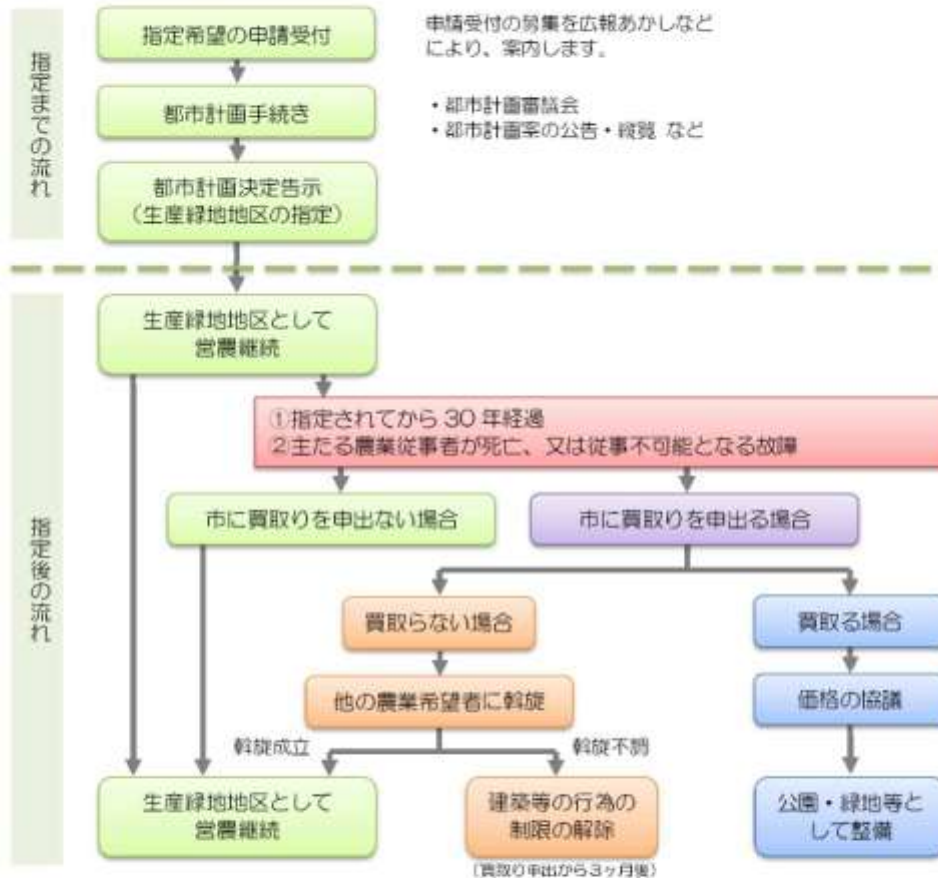 指定までの流れ
指定希望の申請受付
申請受付の募集を広報あかしなど
により、案内します。
都市計画手続き
・都市計画審議会
・都市計画案の公告・縦覧 など
都市計画決定告示
（生産緑地地区の指定）
指定後の流れ
生産緑地地区として
営農継続
①指定されてから 30 年経過
②主たる農業従事者が死亡、又は従事不可能となる故障
市に買取りを申出ない場合
市に買取りを申出る場合
買取らない場合
買取る場合
他の農業希望者に斡旋
価格の協議
斡旋成立
斡旋不調
生産緑地地区として
営農継続
建築等の行為の
制限の解除
（買取り申出から3ヶ月後）
公園・緑地等と
して整備